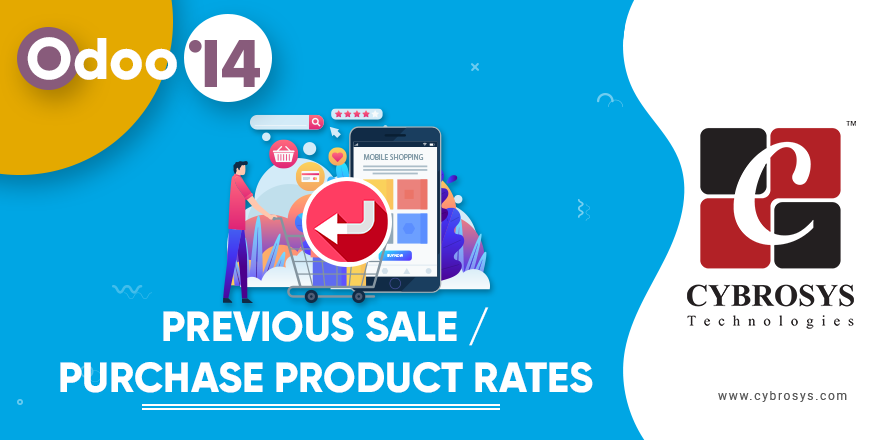 Odoo 14
MOBILE SHOPPING
PREVIOUS SALE /
PURCHASE PRODUCT RATES
C
CYBROSYS
Technologies
TM
www.cybrosys.com